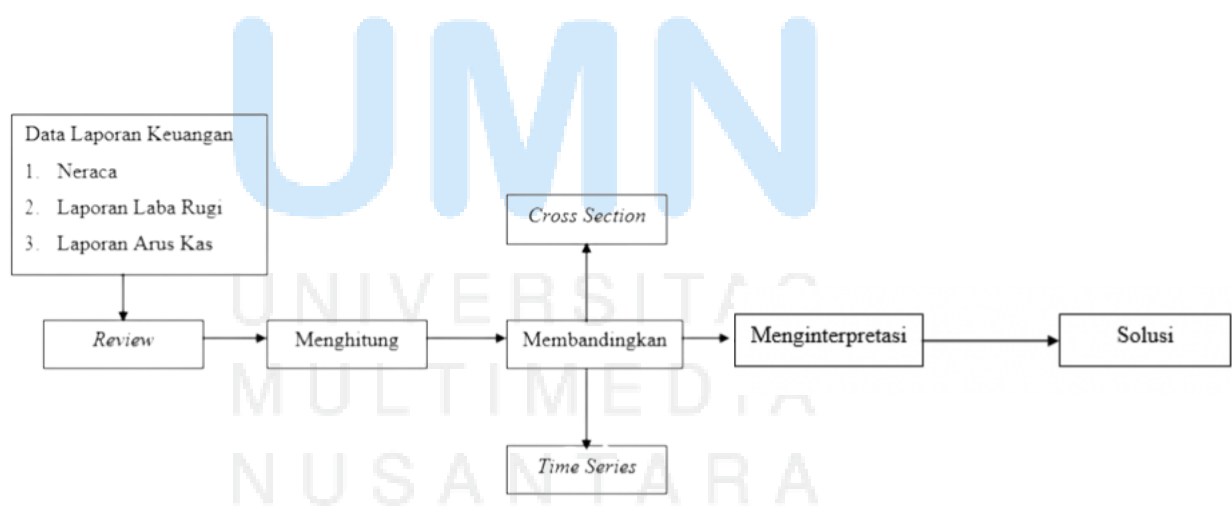 UMN
Data Laporan Keuangan
1. Neraca
2. Laporan Laba Rugi
3. Laporan Arus Kas
Cross Section
UNIVERSITAS
Review
Menghitung
Membandingkan
Menginterpretasi
Solusi
MULTIMEDIA
Time Series
NUSANTARA